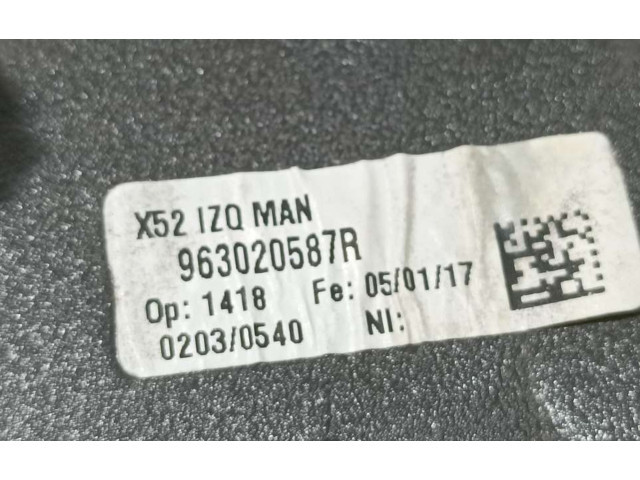 X52 IZQ MAN
963020587R
Op: 1418 Fe: 05/01/17
0203/0540 NI: